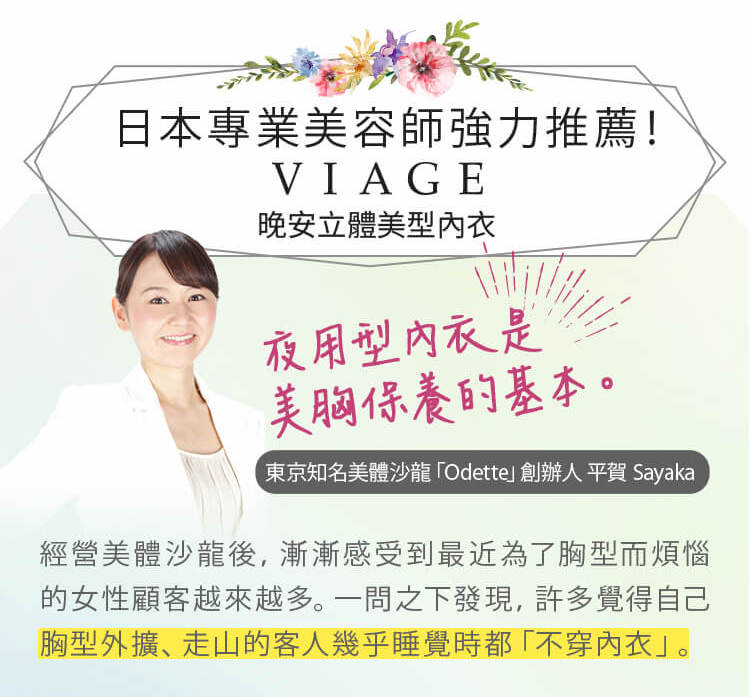 日本專業美容師強力推薦！
VIAGE
晚安立體美型內衣
夜用型內衣是
美胸保養的基本。
東京知名美體沙龍「Odette」創辦人 平賀 Sayaka
經營美體沙龍後，漸漸感受到最近為了胸型而煩惱
的女性顧客越來越多。一問之下發現，許多覺得自己
胸型外擴、走山的客人幾乎睡覺時都「不穿內衣」。